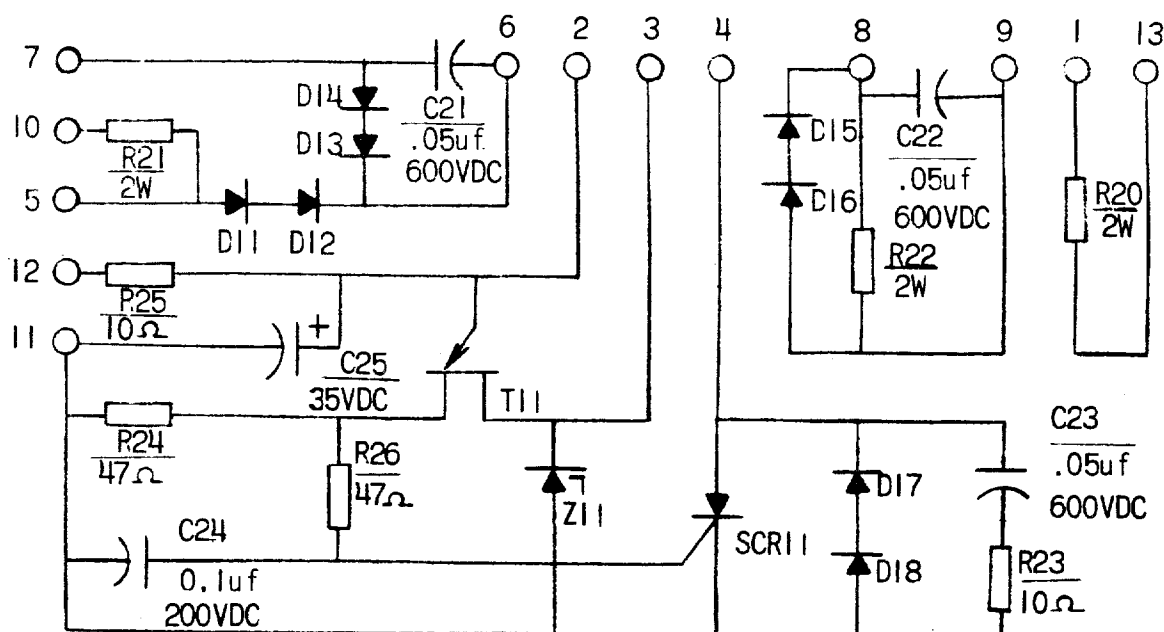 7
6
2
3
4
8
9
1
13
D14
C21
.05uf
600VDC
D13
10
R21
2W
5
D11
D12
D15
D16
C22
.05uf
600VDC
R22
2W
R20
2W
12
R25
10Ω
11
+
C25
35VDC
T11
R24
47Ω
R26
47Ω
Z11
C24
0.1uf
200VDC
SCR11
D17
D18
C23
.05uf
600VDC
R23
10Ω